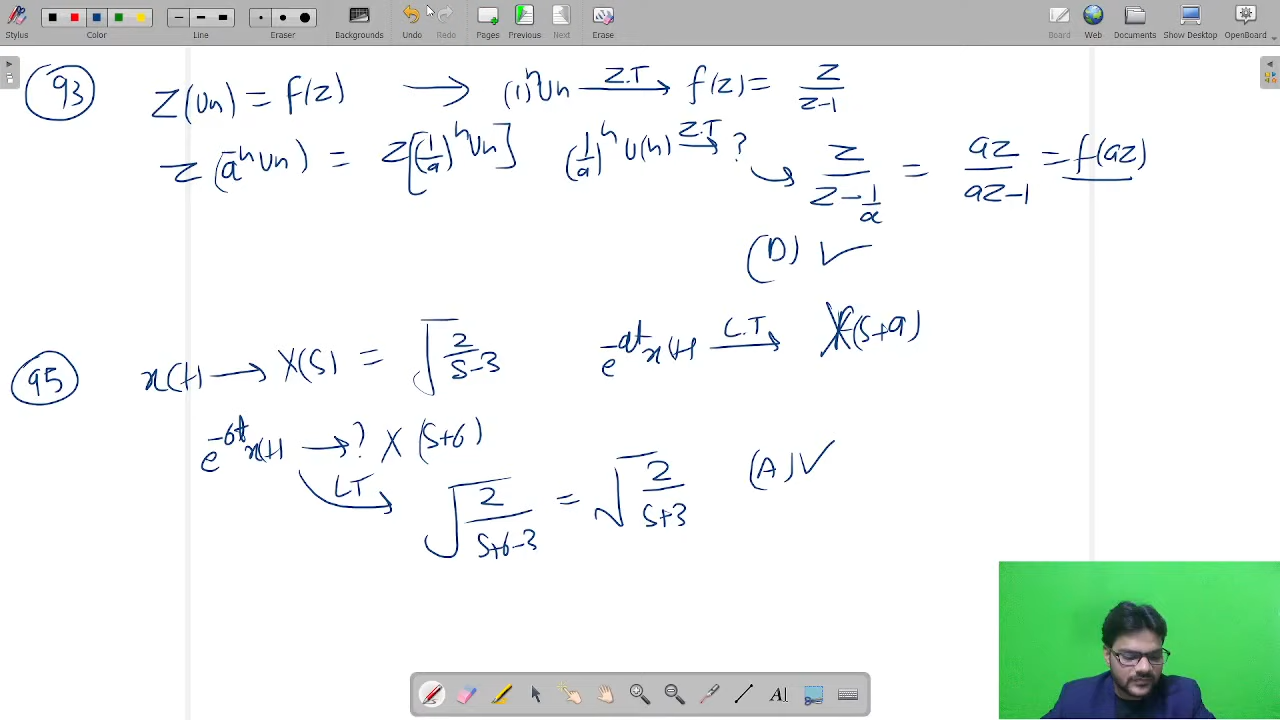 Stylus Color Line Eraser Backgrounds Undo Redo Pages Previous Next Erase Board Web Documents Show Desktop OpenBoard
93 Z(Un) = f(z) → (1)^n Un Z.T→ f(z) = z/(z-1)
Z(a^-n Un) = Z[(1/a)^n Un] (1/a)^n U(n) Z.T→ ? → z/(z-1/a) = az/(az-1) = f(az)
(D) ✓
95 x(t) → X(s) = √(2/(s-3)) e^-at x(t) L.T→ X(s+a)
e^-6t x(t) → ? X(s+6)
LT → √(2/(s+6-3)) = √(2/(s+3)) (A) ✓
AI